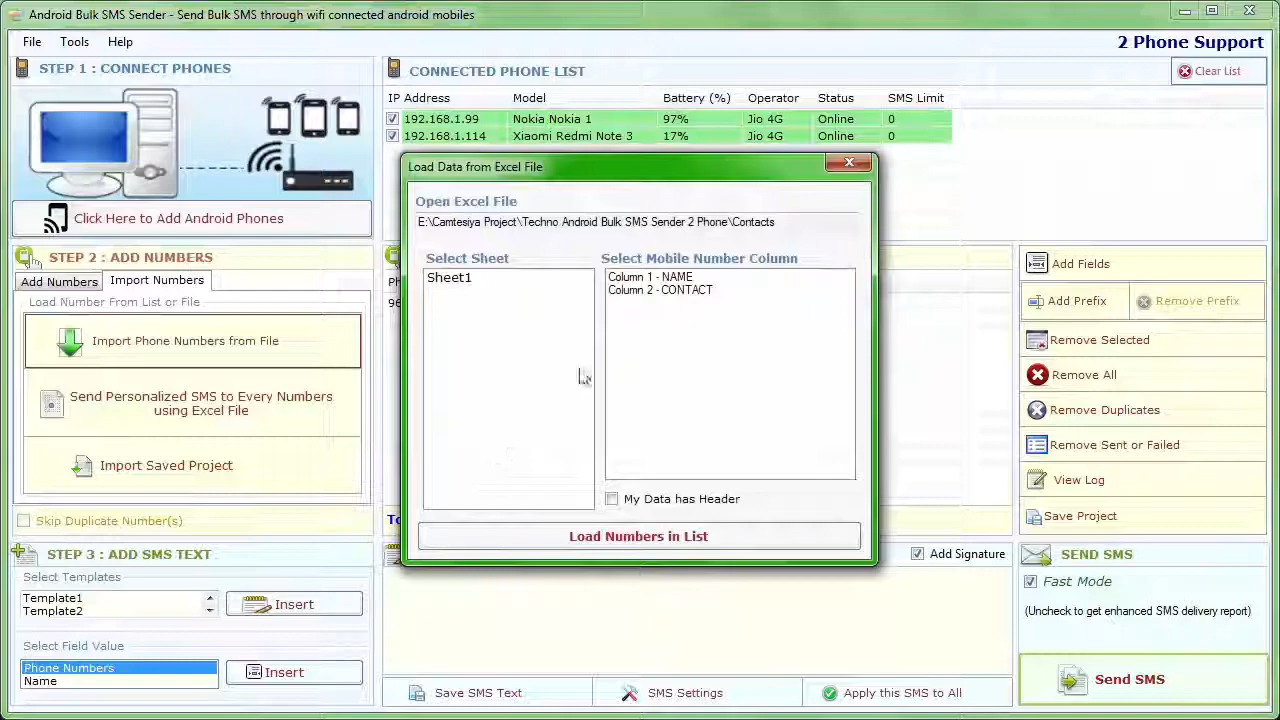 Android Bulk SMS Sender - Send Bulk SMS through wifi connected android mobiles
File Tools Help
2 Phone Support
STEP 1 : CONNECT PHONES
Click Here to Add Android Phones
CONNECTED PHONE LIST
Clear List
IP Address Model Battery (%) Operator Status SMS Limit
192.168.1.99 Nokia Nokia 1 97% Jio 4G Online 0
192.168.1.114 Xiaomi Redmi Note 3 17% Jio 4G Online 0
Load Data from Excel File
Open Excel File
E:\Camtesiya Project\Techno Android Bulk SMS Sender 2 Phone\Contacts
Select Sheet
Sheet1
Select Mobile Number Column
Column 1 - NAME
Column 2 - CONTACT
My Data has Header
Load Numbers in List
STEP 2 : ADD NUMBERS
Add Numbers Import Numbers
Load Number From List or File
Import Phone Numbers from File
Send Personalized SMS to Every Numbers
using Excel File
Import Saved Project
Skip Duplicate Number(s)
Add Fields
Add Prefix Remove Prefix
Remove Selected
Remove All
Remove Duplicates
Remove Sent or Failed
View Log
Save Project
STEP 3 : ADD SMS TEXT
Select Templates
Template1
Template2
Insert
Select Field Value
Phone Numbers
Name
Insert
Add Signature
Save SMS Text SMS Settings Apply this SMS to All
SEND SMS
Fast Mode
(Uncheck to get enhanced SMS delivery report)
Send SMS